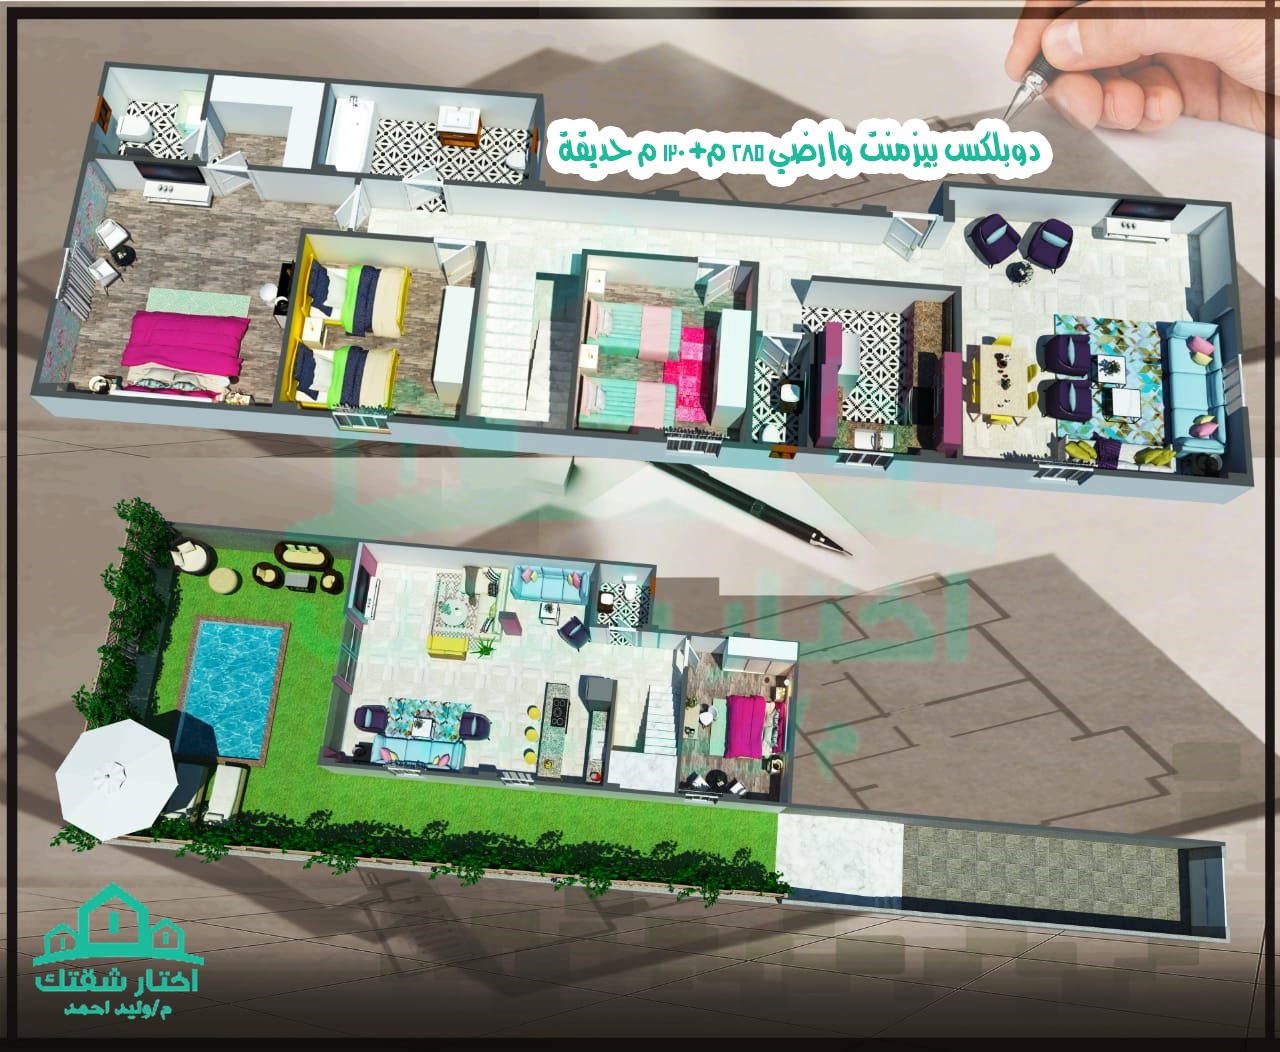 دوبلكس بيزمنت وارضي ٢٨٥ م+ ١٢٠ م حديقة
اختار شقتك
م/وليد احمد